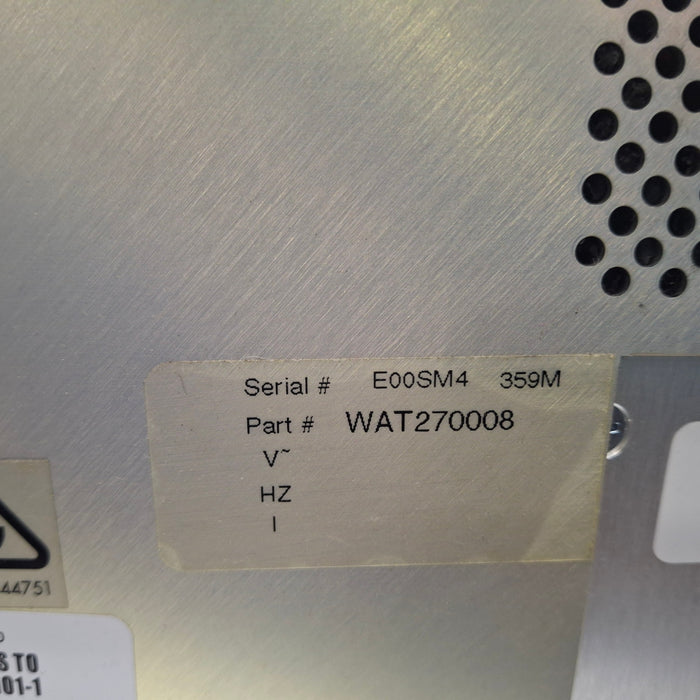 Serial # E00SM4 359M
Part # WAT270008
V~
HZ
I
44751
S TO
01-1